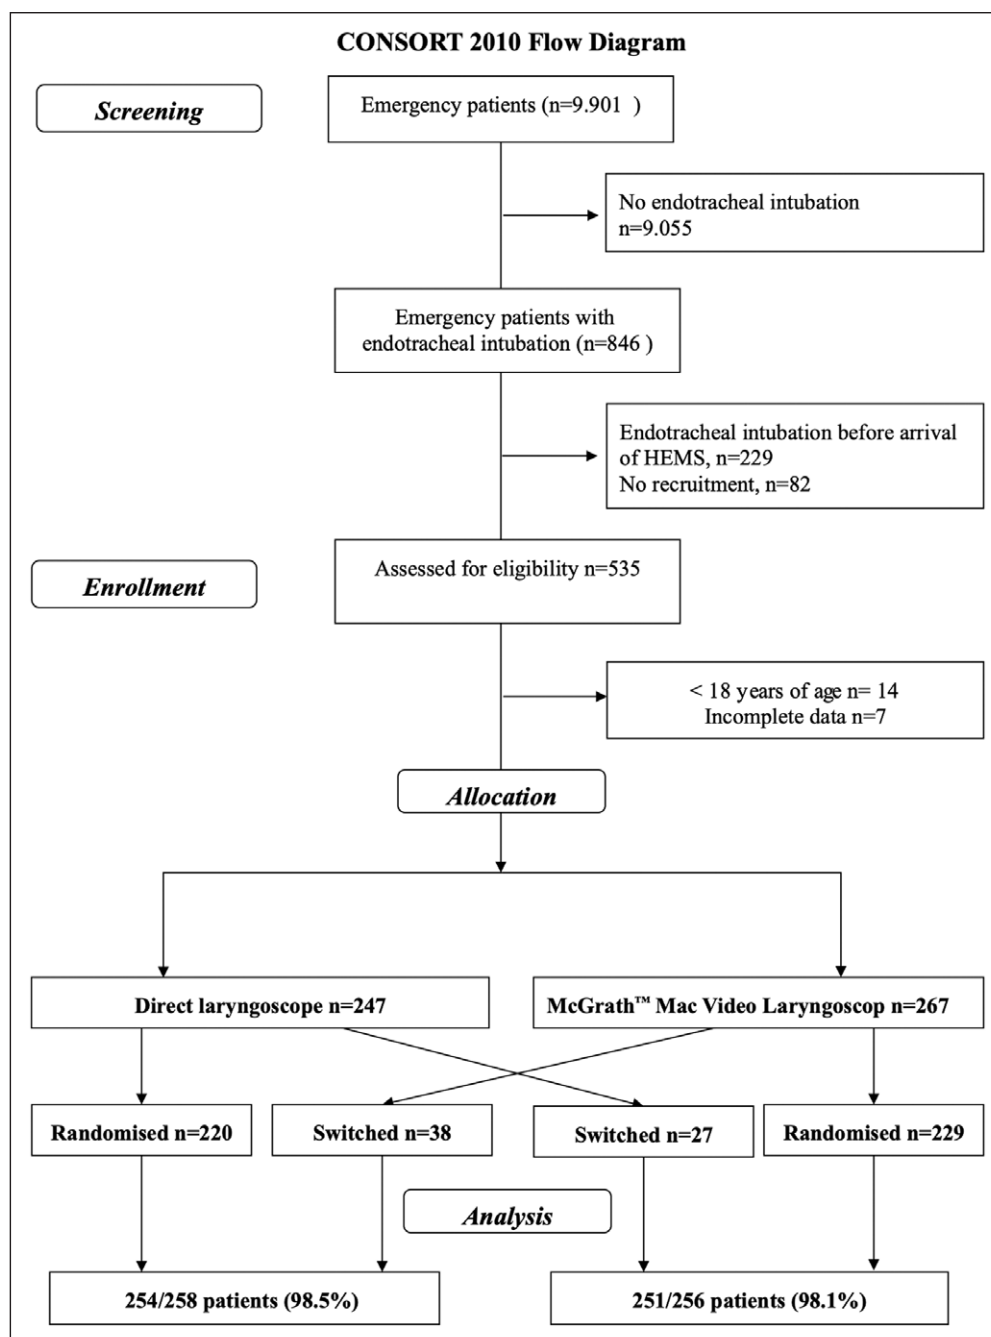 CONSORT 2010 Flow Diagram
Screening
Emergency patients (n=9.901 )
No endotracheal intubation
n=9.055
Emergency patients with
endotracheal intubation (n=846 )
Endotracheal intubation before arrival
of HEMS, n=229
No recruitment, n=82
Assessed for eligibility n=535
Enrollment
< 18 years of age n= 14
Incomplete data n=7
Allocation
Direct laryngoscope n=247
McGrath™ Mac Video Laryngoscop n=267
Randomised n=220
Switched n=38
Switched n=27
Randomised n=229
Analysis
254/258 patients (98.5%)
251/256 patients (98.1%)